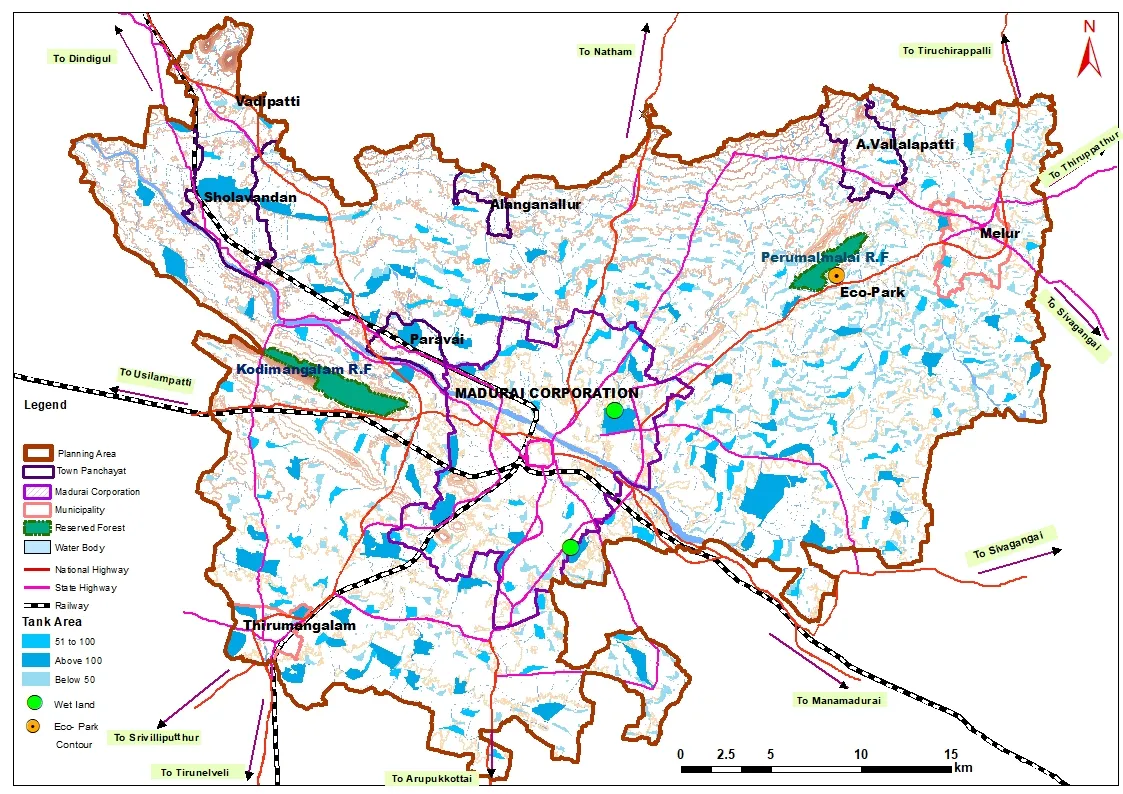 N
To Dindigul
To Natham
To Tiruchirappalli
Vadipatti
A.Vallalapatti
To Thiruppathur
Sholavandan
Alanganallur
Melur
Perumalmalai R.F
Eco-Park
To Sivagangai
Paravai
Kodimangalam R.F
To Usilampatti
MADURAI CORPORATION
Legend
Planning Area
Town Panchayat
Madurai Corporation
Municipality
Reserved Forest
Water Body
National Highway
State Highway
Railway
Tank Area
51 to 100
Above 100
Below 50
Wet land
Eco- Park
Contour
To Sivagangai
Thirumangalam
To Manamadurai
To Srivilliputthur
To Tirunelveli
To Arupukkottai
0 2.5 5 10 15
km